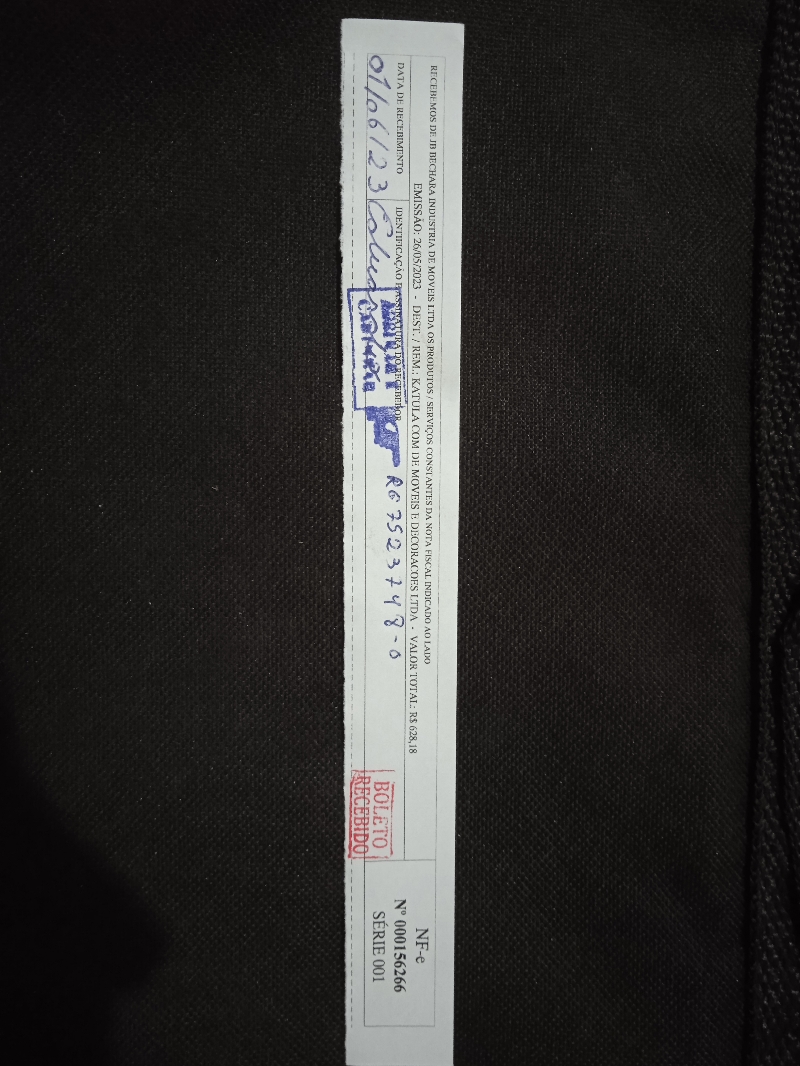 RECEBEMOS DE JB BECHARA INDUSTRIA DE MOVEIS LTDA OS PRODUTOS / SERVIÇOS CONSTANTES DA NOTA FISCAL INDICADO AO LADO
EMISSÃO: 26/05/2023 - DEST. / REM.: KATULA COM DE MOVEIS E DECORACOES LTDA - VALOR TOTAL: R$ 628,18
DATA DE RECEBIMENTO
01/06/23
IDENTIFICAÇÃO E ASSINATURA DO RECEBEDOR
RG 7523748-0
BOLETO
RECEBIDO
NF-e
Nº 000156266
SÉRIE 001